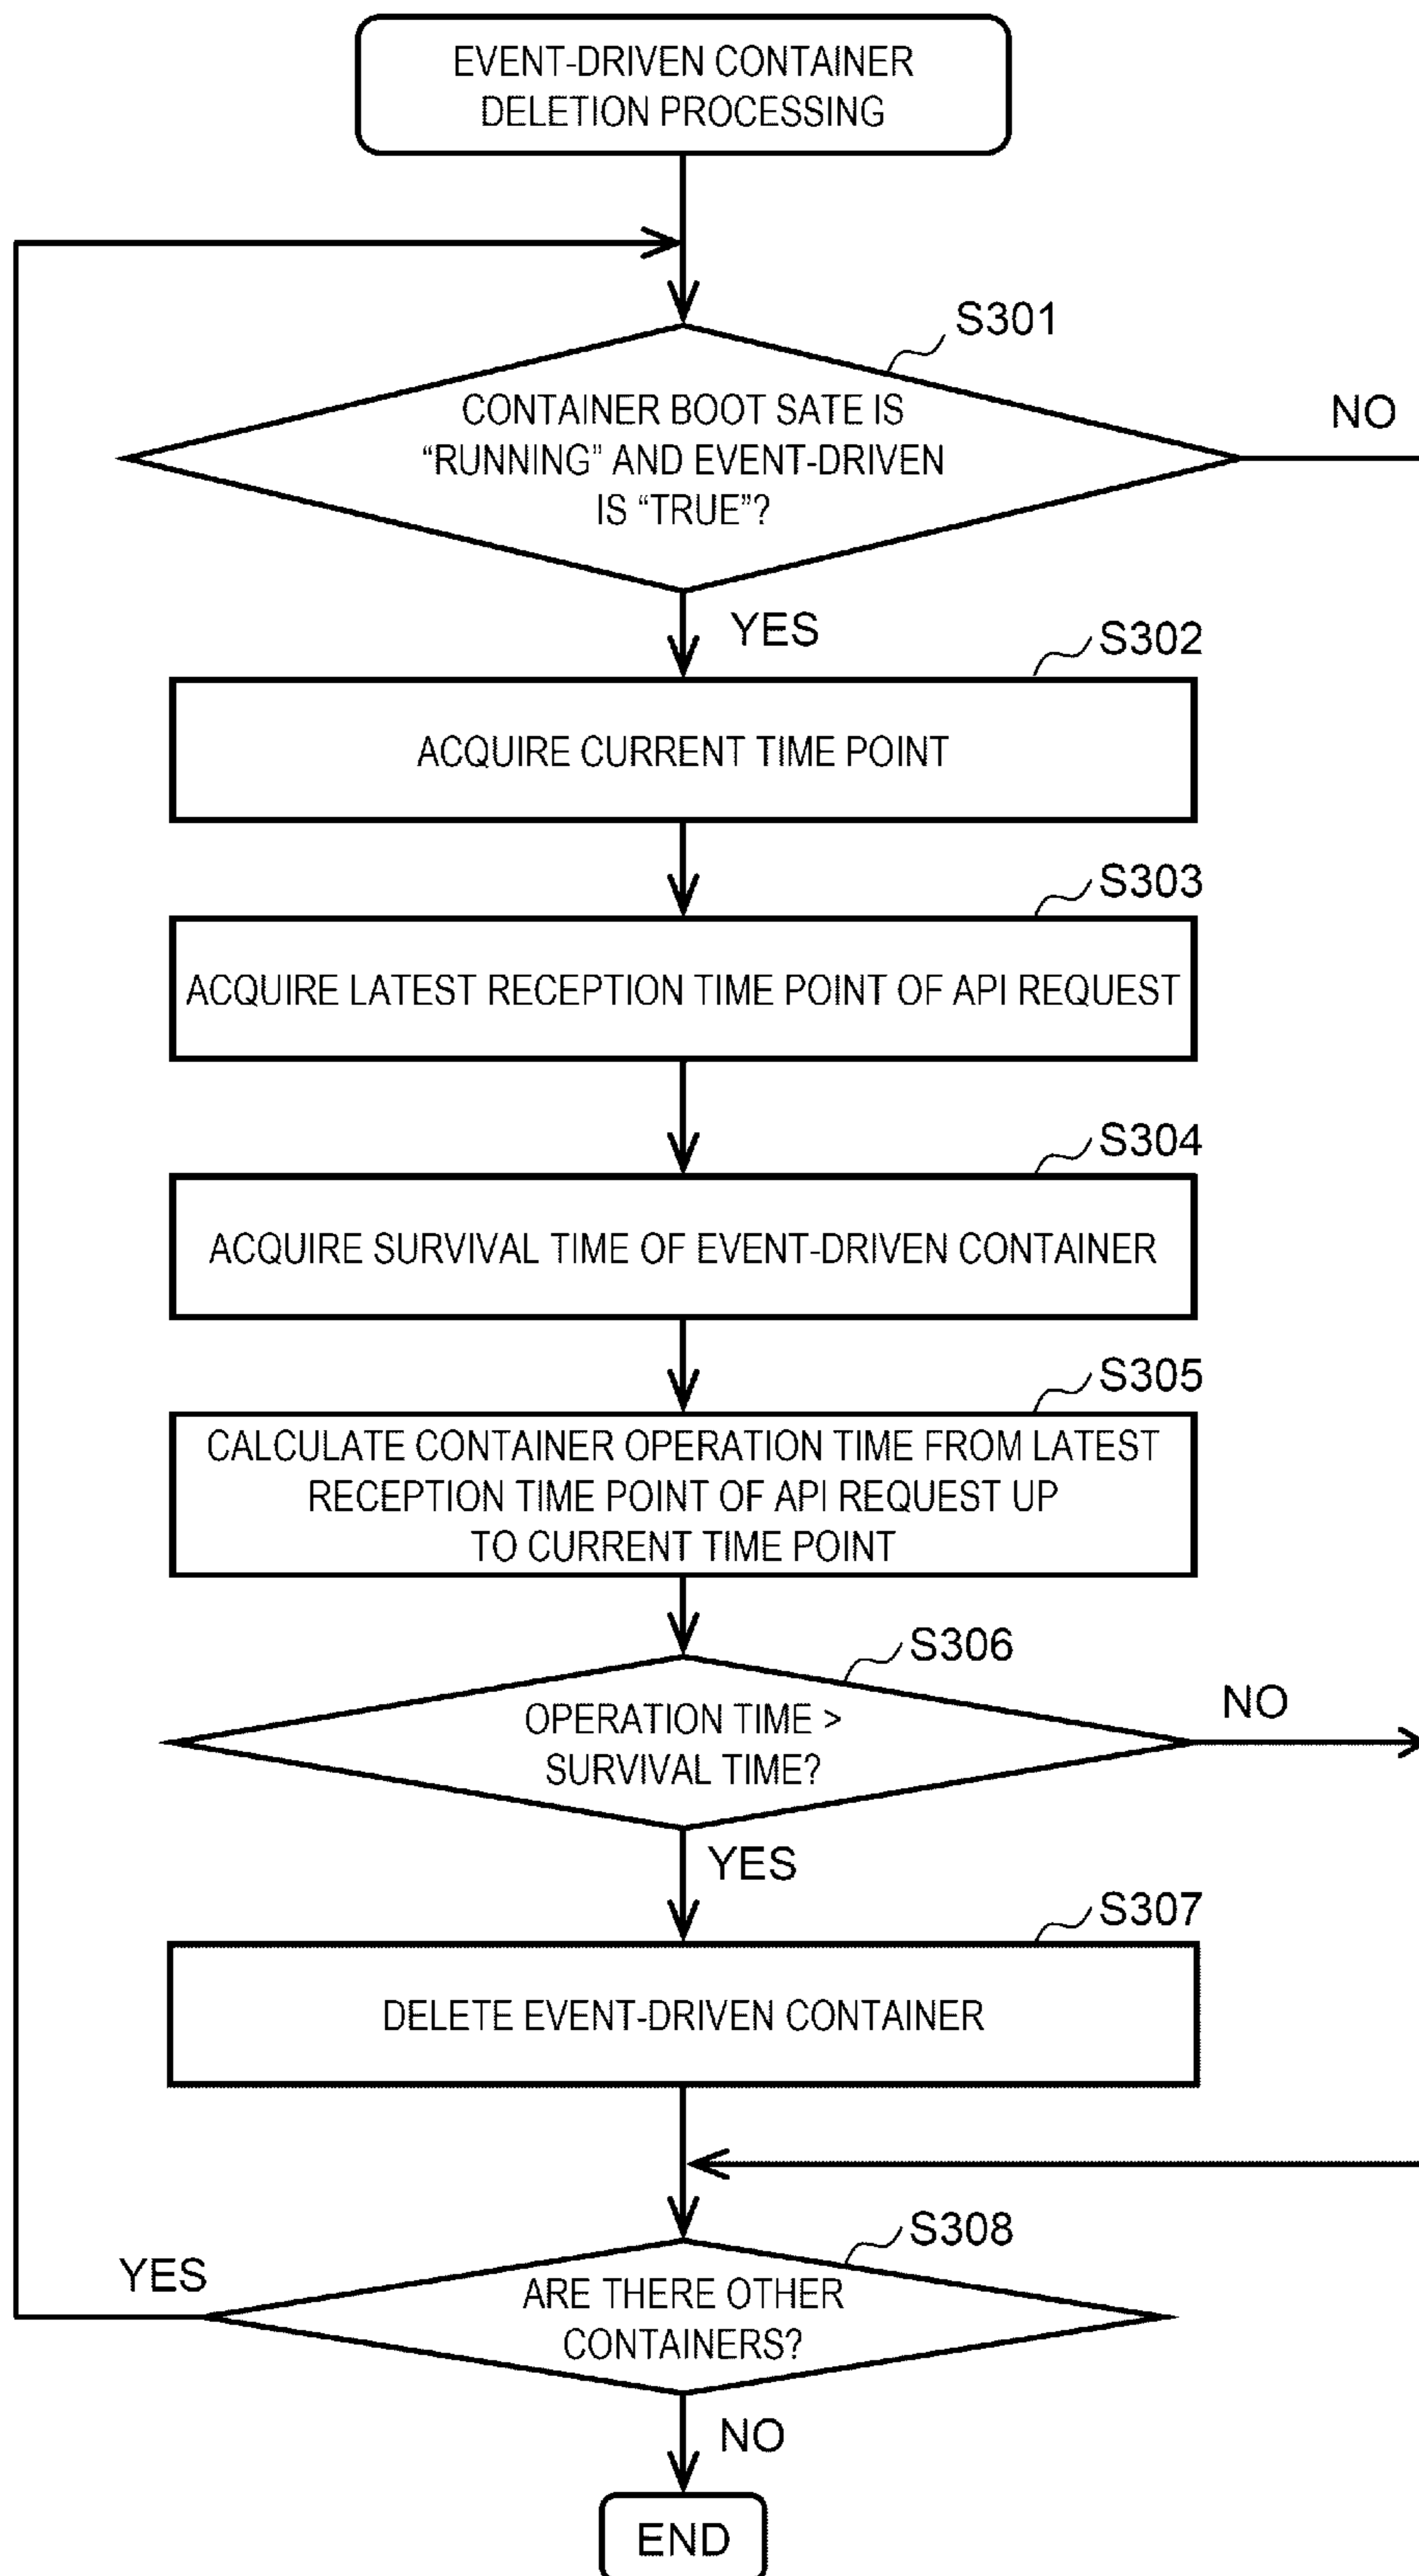 EVENT-DRIVEN CONTAINER
DELETION PROCESSING
S301
CONTAINER BOOT SATE IS
“RUNNING” AND EVENT-DRIVEN
IS “TRUE”?
NO
YES
S302
ACQUIRE CURRENT TIME POINT
S303
ACQUIRE LATEST RECEPTION TIME POINT OF API REQUEST
S304
ACQUIRE SURVIVAL TIME OF EVENT-DRIVEN CONTAINER
S305
CALCULATE CONTAINER OPERATION TIME FROM LATEST
RECEPTION TIME POINT OF API REQUEST UP
TO CURRENT TIME POINT
S306
OPERATION TIME >
SURVIVAL TIME?
NO
YES
S307
DELETE EVENT-DRIVEN CONTAINER
S308
YES
ARE THERE OTHER
CONTAINERS?
NO
END